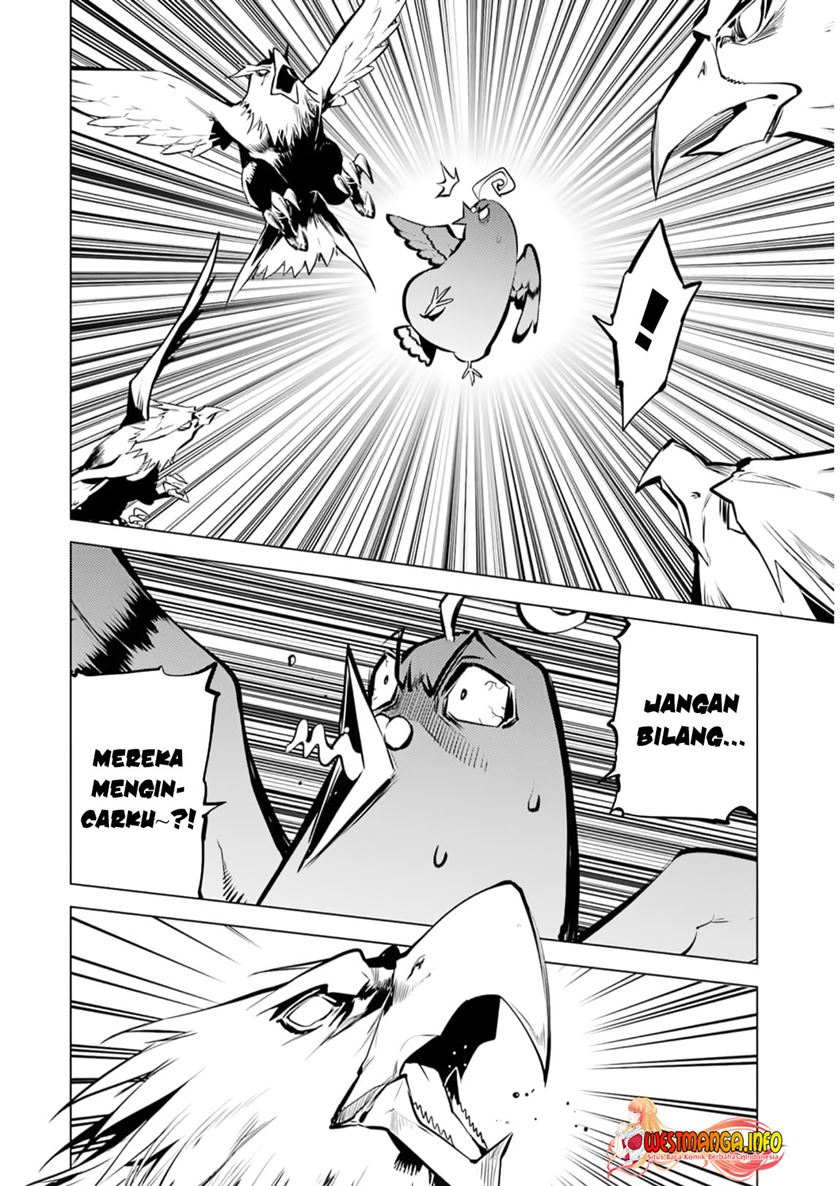 !
JANGAN
BILANG...
MEREKA
MENGIN-
CARKU~?!
WESTMANGA.INFO
Situs Baca Komik Berbahasa Indonesia